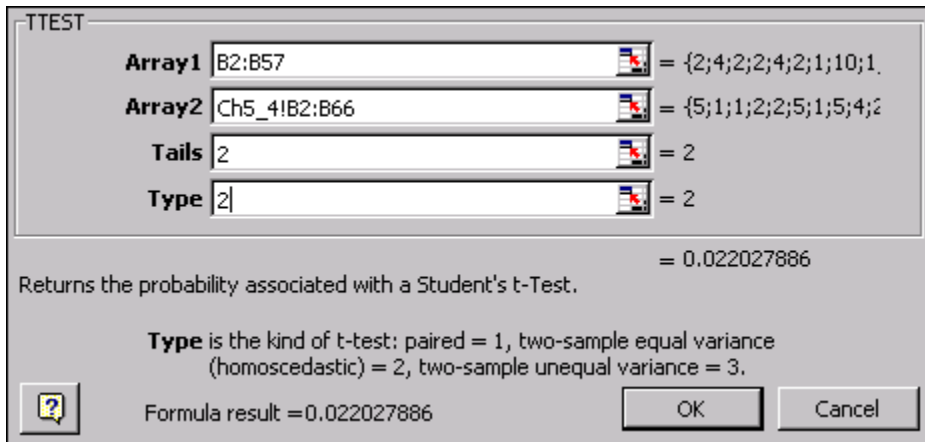 TTEST
Array1 B2:B57 = {2;4;2;2;4;2;1;10;1
Array2 Ch5_4!B2:B66 = {5;1;1;2;2;5;1;5;4;2
Tails 2 = 2
Type 2 = 2
= 0.022027886
Returns the probability associated with a Student's t-Test.
Type is the kind of t-test: paired = 1, two-sample equal variance
(homoscedastic) = 2, two-sample unequal variance = 3.
? Formula result =0.022027886 OK Cancel